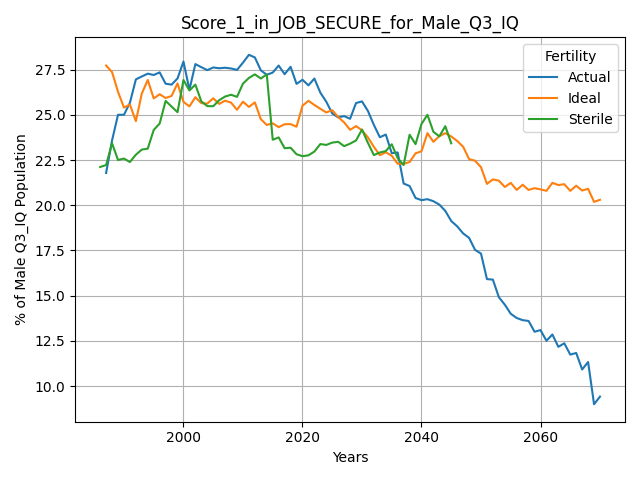 Score_1_in_JOB_SECURE_for_Male_Q3_IQ
% of Male Q3_IQ Population
27.5
25.0
22.5
20.0
17.5
15.0
12.5
10.0
Fertility
Actual
Ideal
Sterile
2000 2020 2040 2060
Years